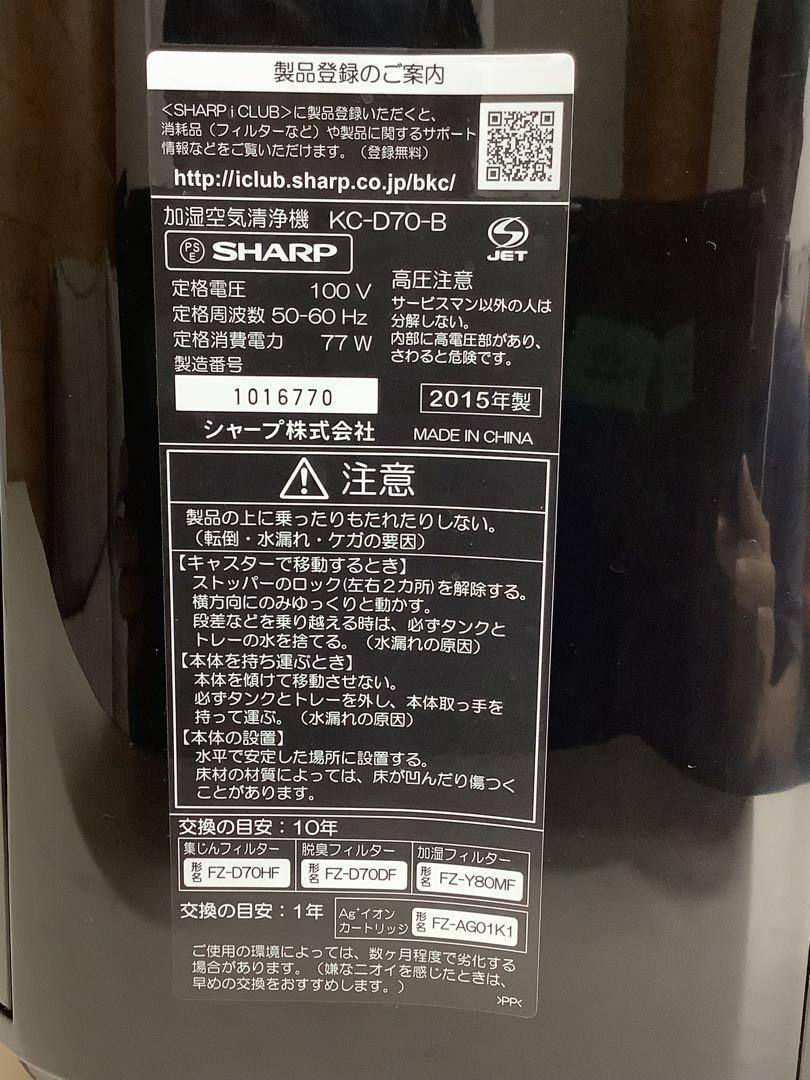 製品登録のご案内
<SHARP i CLUB>に製品登録いただくと、
消耗品（フィルターなど）や製品に関するサポート
情報などをご覧いただけます。（登録無料）
http://iclub.sharp.co.jp/bkc/
加湿空気清浄機 KC-D70-B
PSE SHARP
JET
定格電圧 100 V
定格周波数 50-60 Hz
定格消費電力 77 W
製造番号
1016770
シャープ株式会社
高圧注意
サービスマン以外の人は
分解しない。
内部に高電圧部があり、
さわると危険です。
2015年製
MADE IN CHINA
注意
製品の上に乗ったりもたれたりしない。
（転倒・水漏れ・ケガの要因）
【キャスターで移動するとき】
ストッパーのロック(左右2カ所)を解除する。
横方向にのみゆっくりと動かす。
段差などを乗り越える時は、必ずタンクと
トレーの水を捨てる。（水漏れの原因）
【本体を持ち運ぶとき】
本体を傾けて移動させない。
必ずタンクとトレーを外し、本体取っ手を
持って運ぶ。（水漏れの原因）
【本体の設置】
水平で安定した場所に設置する。
床材の材質によっては、床が凹んだり傷つく
ことがあります。
交換の目安：10年
集じんフィルター
形名 FZ-D70HF
脱臭フィルター
形名 FZ-D70DF
加湿フィルター
形名 FZ-Y80MF
交換の目安：1年
Ag⁺イオン
カートリッジ
形名 FZ-AG01K1
ご使用の環境によっては、数ヶ月程度で劣化する
場合があります。（嫌なニオイを感じたときは、
早めの交換をおすすめします。）
>PP<